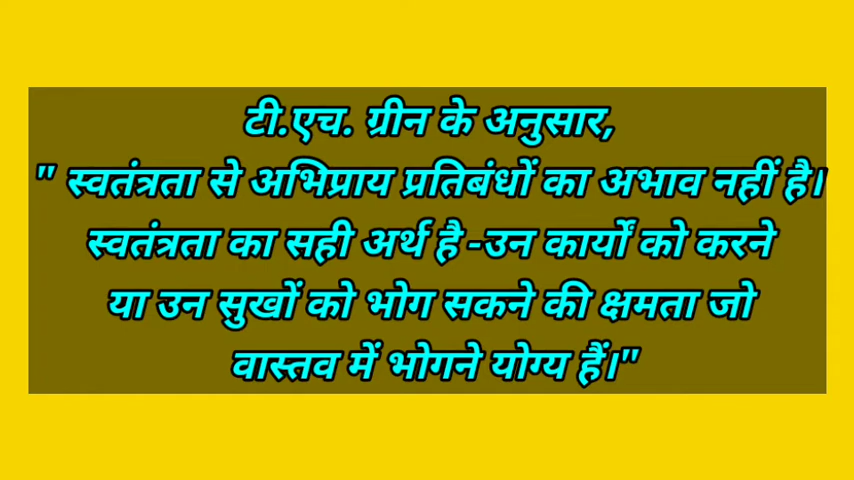 टी.एच. ग्रीन के अनुसार,
" स्वतंत्रता से अभिप्राय प्रतिबंधों का अभाव नहीं है।
स्वतंत्रता का सही अर्थ है -उन कार्यों को करने
या उन सुखों को भोग सकने की क्षमता जो
वास्तव में भोगने योग्य हैं।"